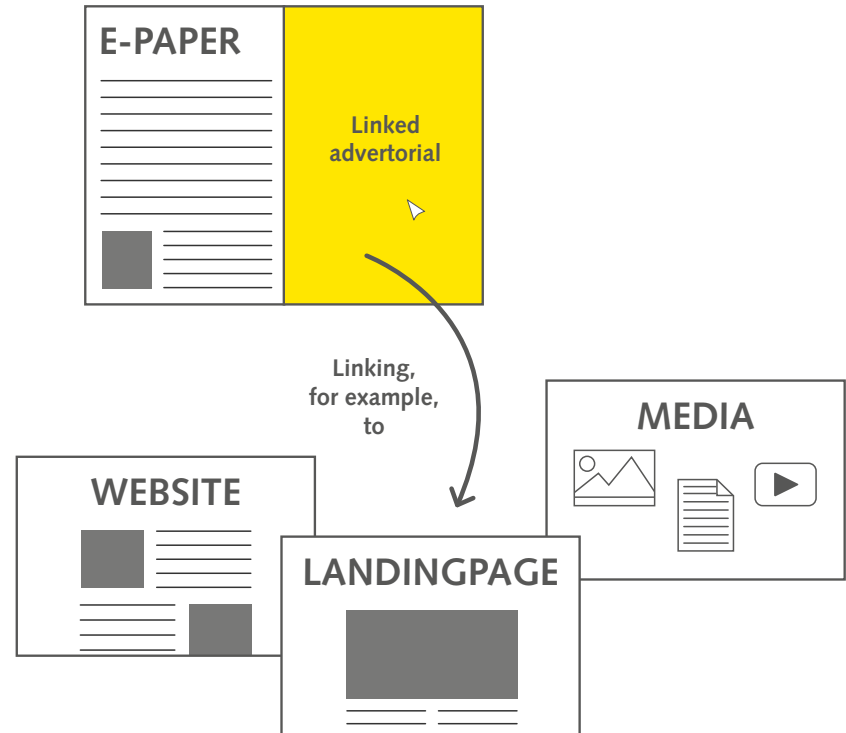 E-PAPER
Linked
advertorial
Linking,
for example,
to
MEDIA
WEBSITE
LANDINGPAGE